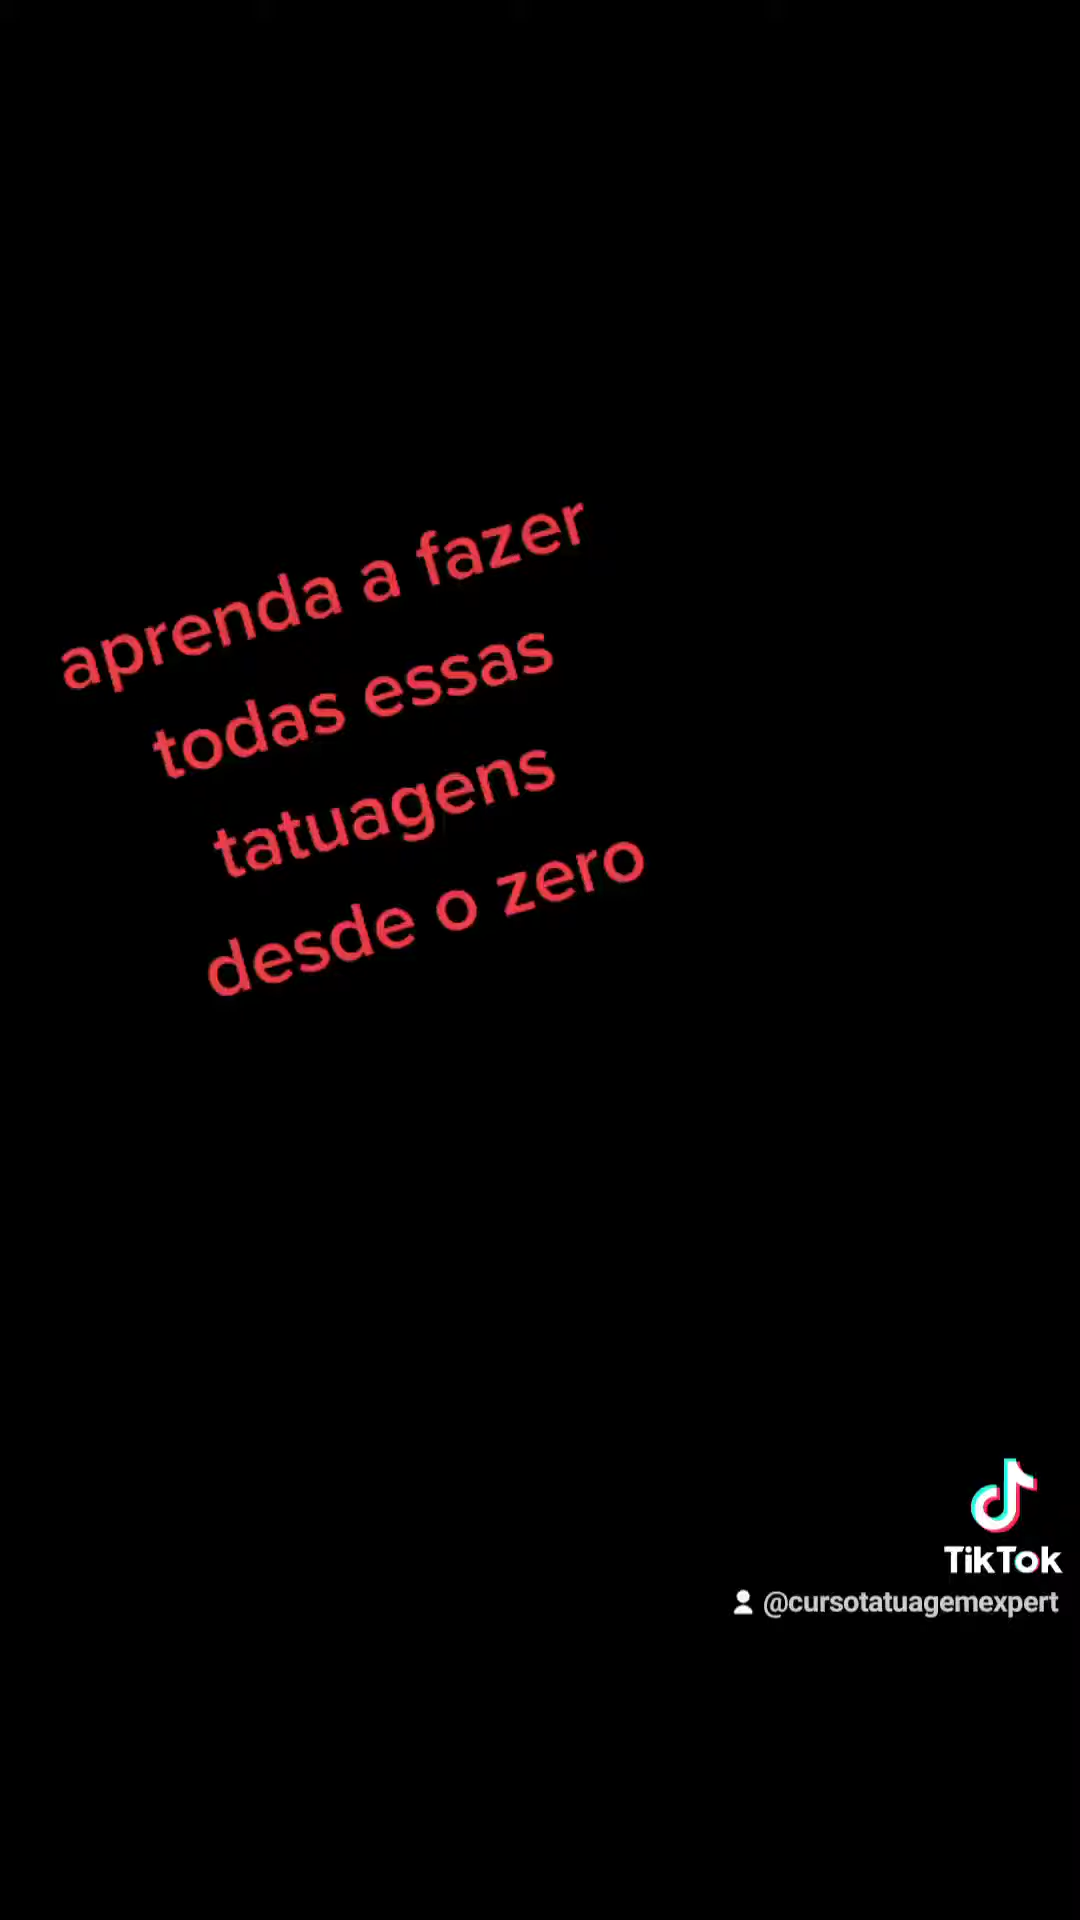 aprenda a fazer
todas essas
tatuagens
desde o zero
TikTok
@cursotatuagemexpert